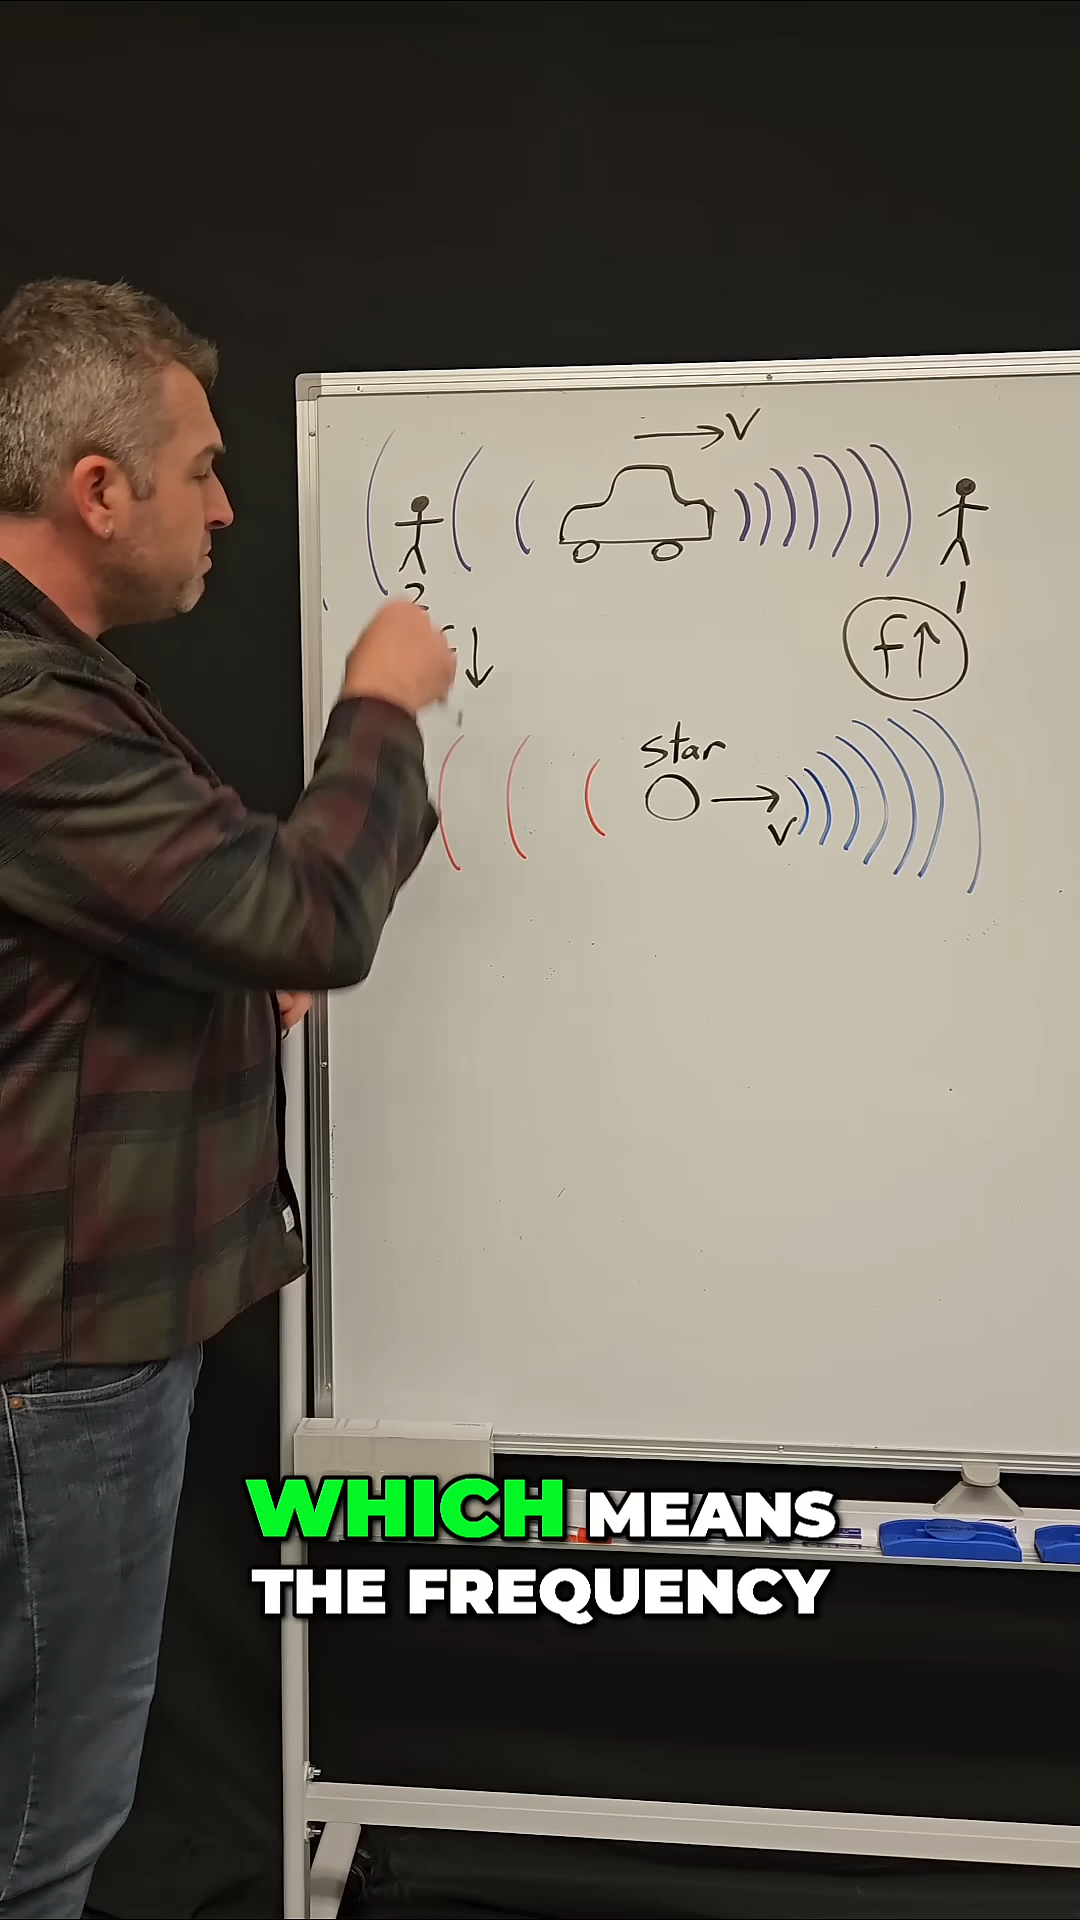 → V
2
1
f ↓
f ↑
star
→
V
WHICH MEANS
THE FREQUENCY